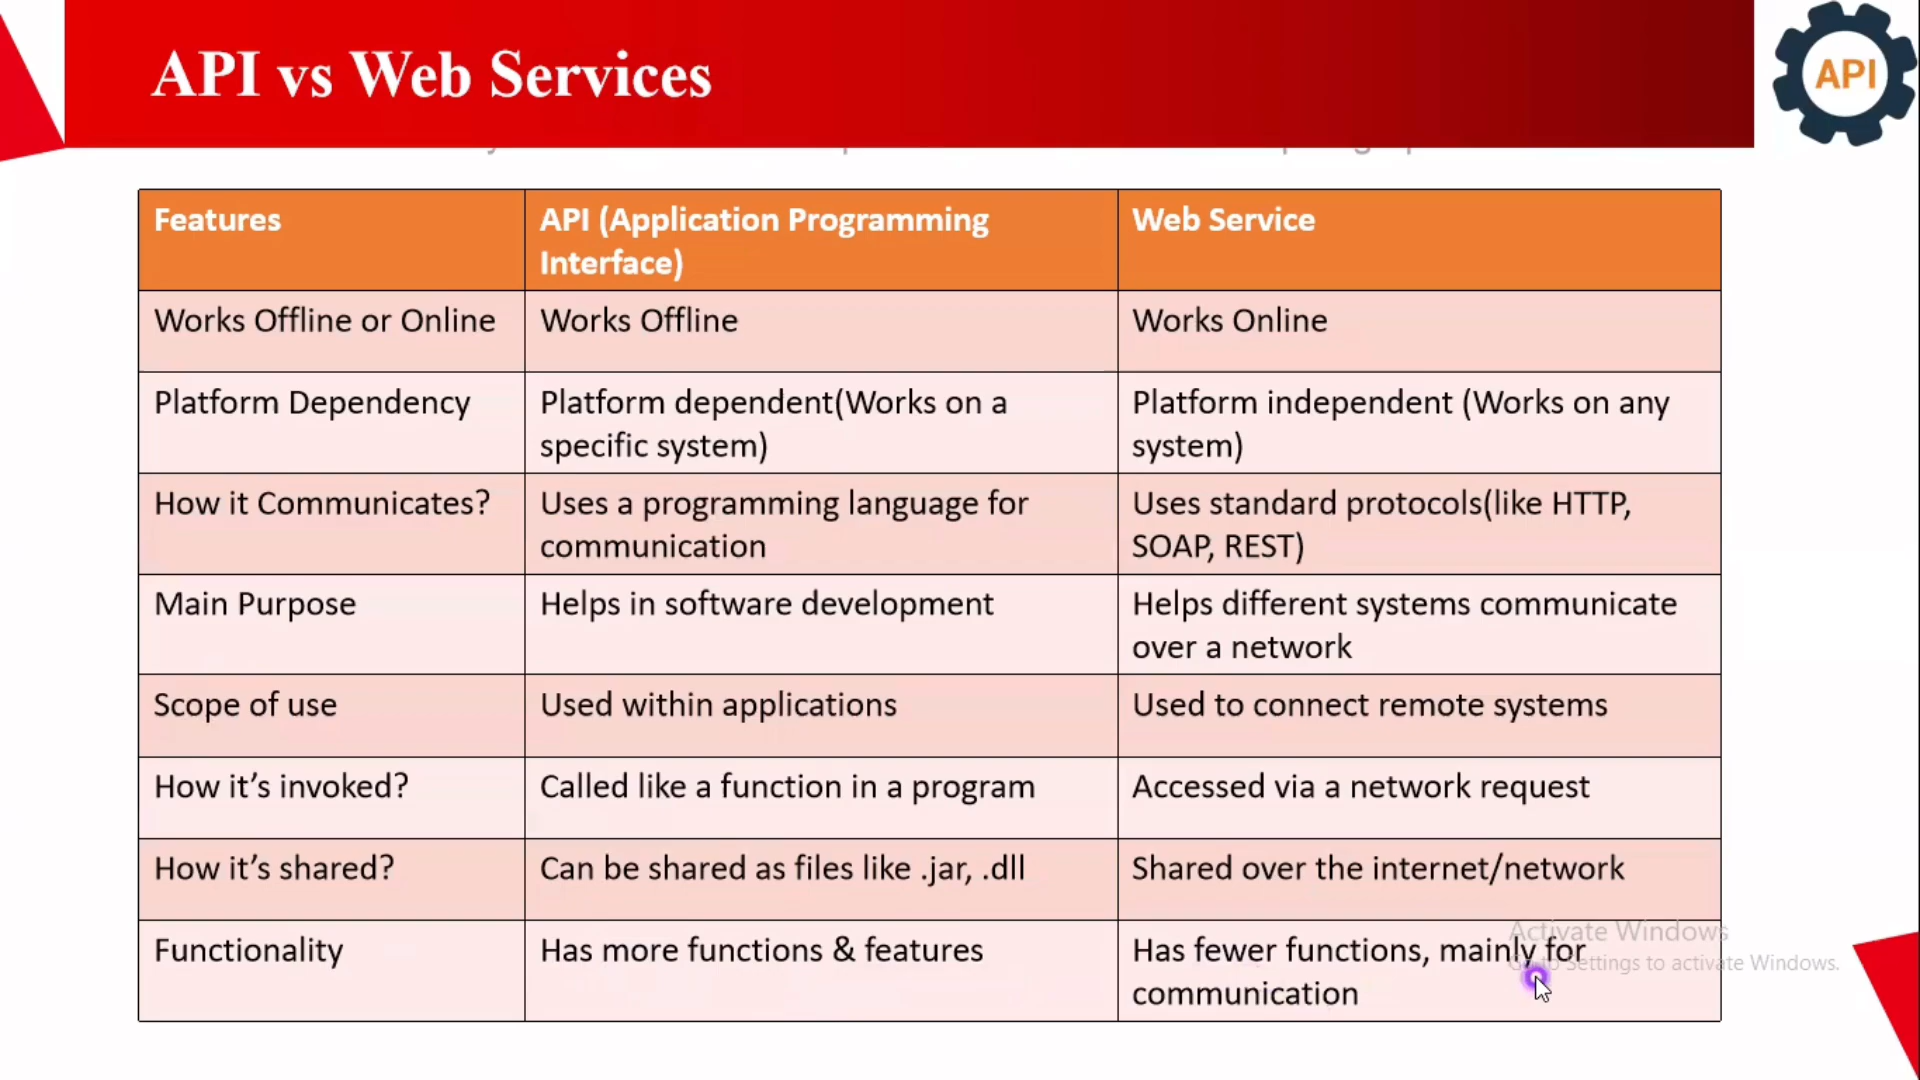 API vs Web Services
API
Features
API (Application Programming
Interface)
Web Service
Works Offline or Online
Works Offline
Works Online
Platform Dependency
Platform dependent(Works on a
specific system)
Platform independent (Works on any
system)
How it Communicates?
Uses a programming language for
communication
Uses standard protocols(like HTTP,
SOAP, REST)
Main Purpose
Helps in software development
Helps different systems communicate
over a network
Scope of use
Used within applications
Used to connect remote systems
How it’s invoked?
Called like a function in a program
Accessed via a network request
How it’s shared?
Can be shared as files like .jar, .dll
Shared over the internet/network
Functionality
Has more functions & features
Has fewer functions, mainly for
communication
Activate Windows
Go to Settings to activate Windows.